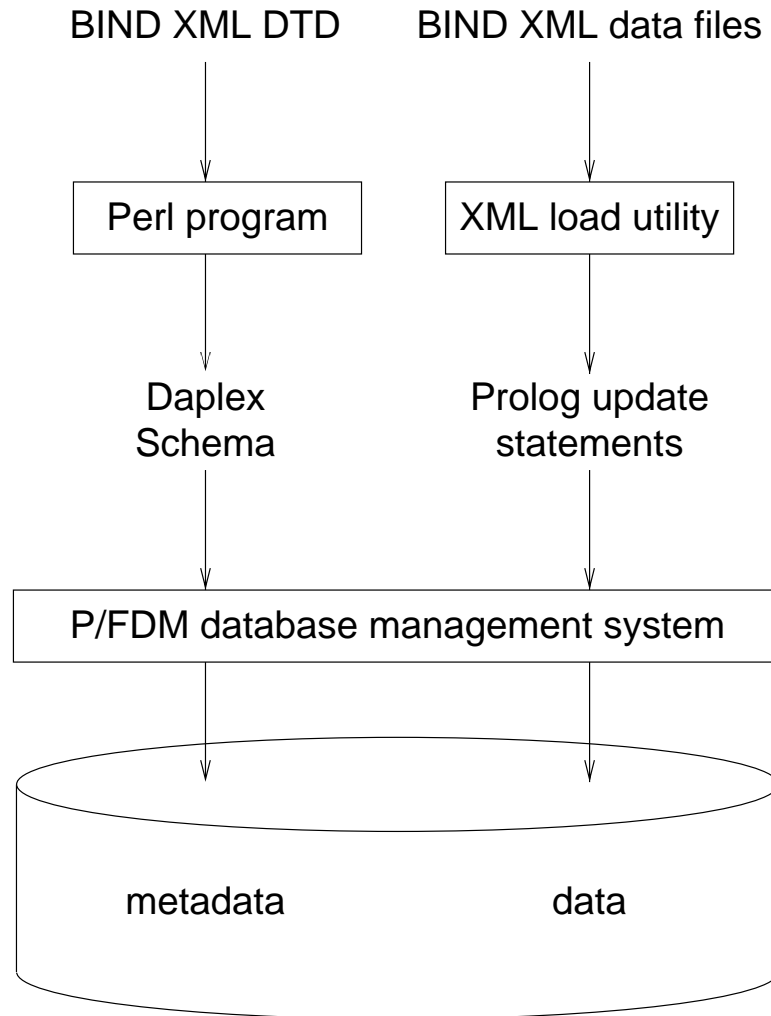 BIND XML DTD
BIND XML data files
Perl program
XML load utility
Daplex
Schema
Prolog update
statements
P/FDM database management system
metadata
data